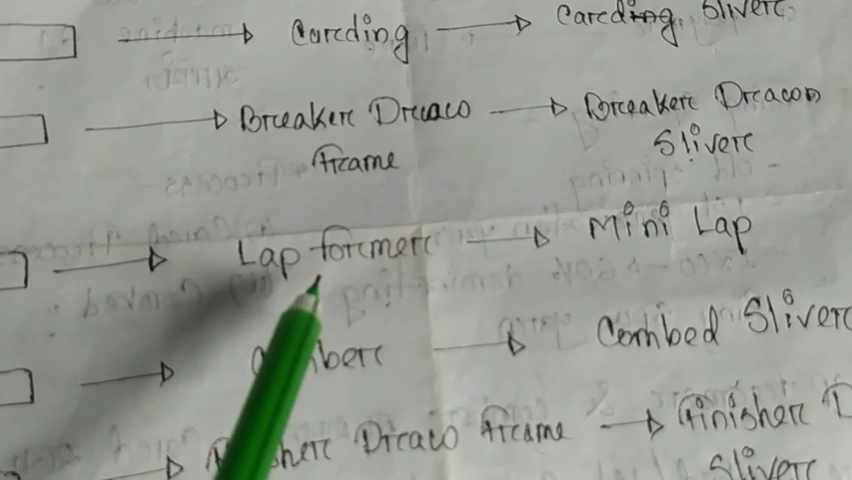 Carding → Carding Sliver
Breaker Draw → Breaker Drawn
Frame Sliver
Lap former → Mini Lap
Comber → Combed Sliver
Finisher Draw Frame → Finisher D
Sliver